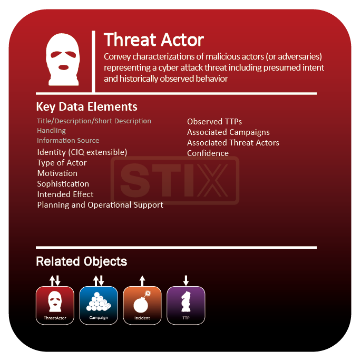 Threat Actor
Convey characterizations of malicious actors (or adversaries)
representing a cyber attack threat including presumed intent
and historically observed behavior
Key Data Elements
Title/Description/Short Description
Handling
Information Source
Identity (CIQ extensible)
Type of Actor
Motivation
Sophistication
Intended Effect
Planning and Operational Support
Observed TTPs
Associated Campaigns
Associated Threat Actors
Confidence
STIX
Related Objects
ThreatActor
Campaign
Incident
TTP